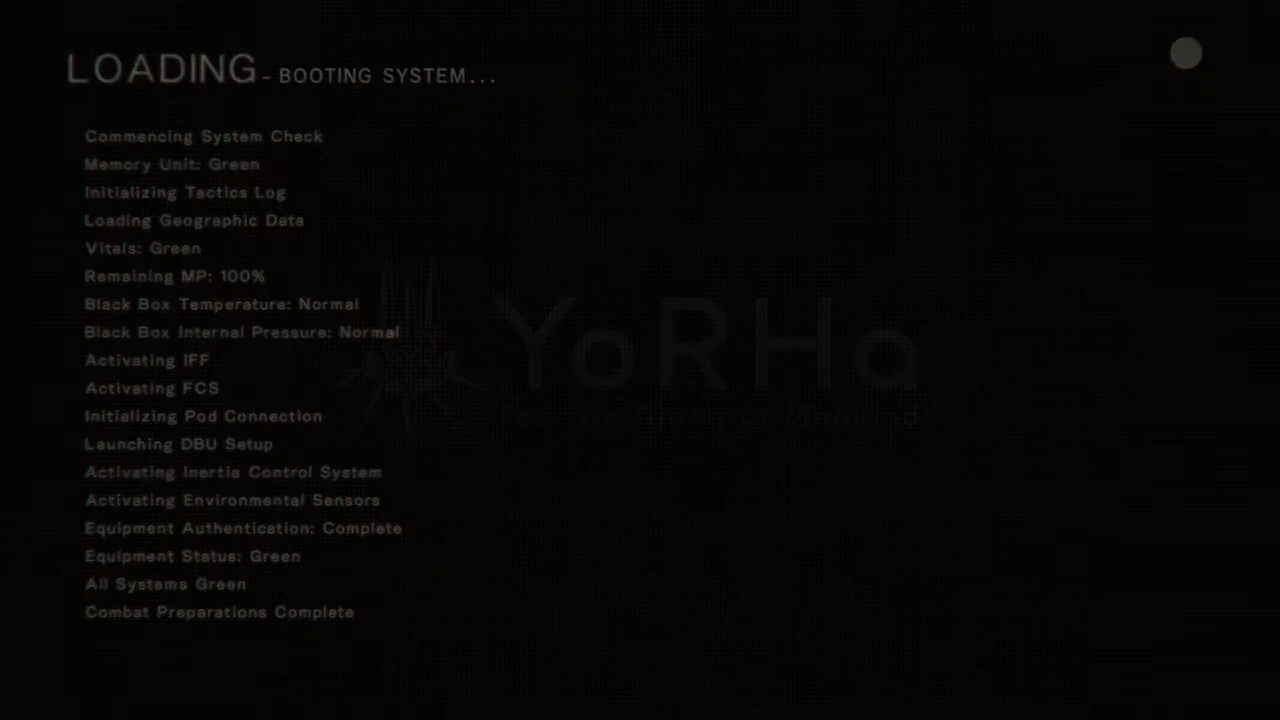 LOADING - BOOTING SYSTEM...
Commencing System Check
Memory Unit: Green
Initializing Tactics Log
Loading Geographic Data
Vitals: Green
Remaining MP: 100%
Black Box Temperature: Normal
Black Box Internal Pressure: Normal
Activating IFF
Activating FCS
Initializing Pod Connection
Launching DBU Setup
Activating Inertia Control System
Activating Environmental Sensors
Equipment Authentication: Complete
Equipment Status: Green
All Systems Green
Combat Preparations Complete
YoRHa